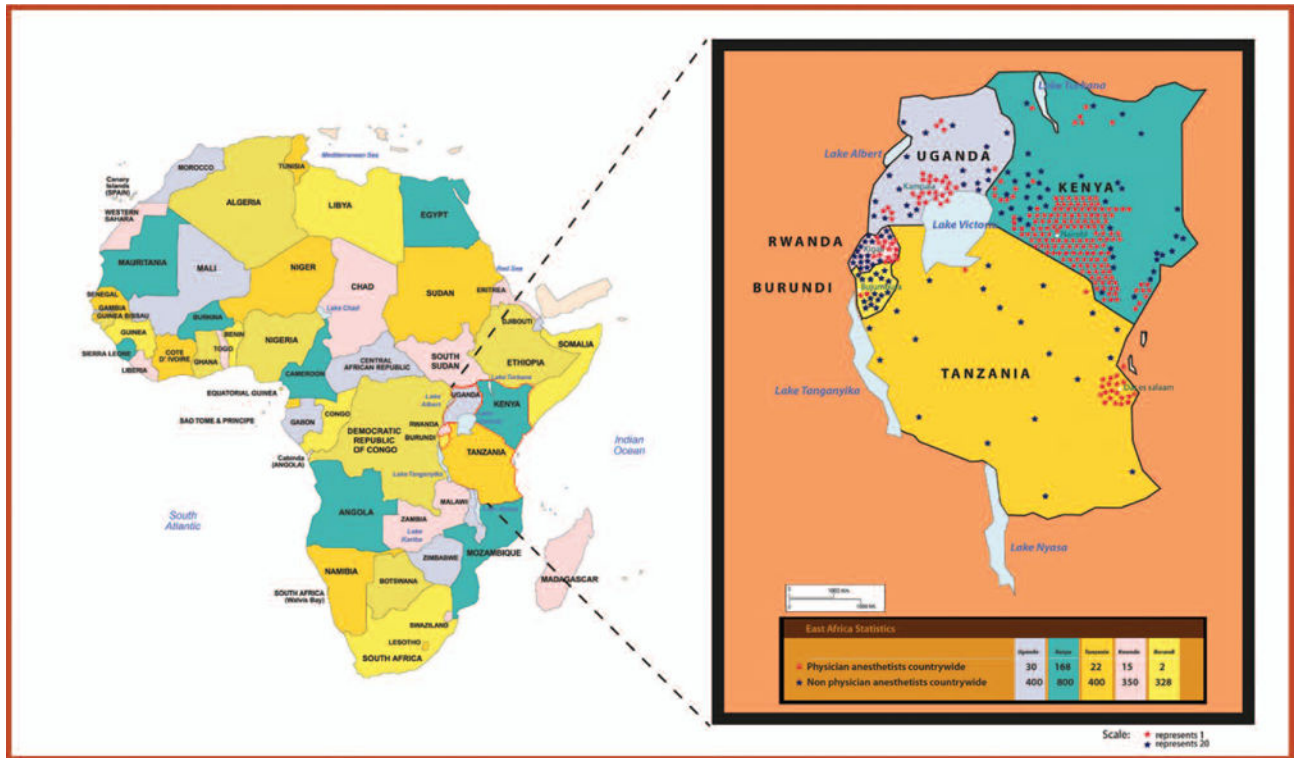 Mediterranean Sea
TUNISIA
MOROCCO
Canary
Islands
(SPAIN)
ALGERIA
LIBYA
EGYPT
WESTERN
SAHARA
Red Sea
MAURITANIA
MALI
NIGER
CHAD
SUDAN
ERITREA
SENEGAL
GAMBIA
GUINEA BISSAU
BURKINA
Lake Chad
DJIBOUTI
GUINEA
BENIN
NIGERIA
SOMALIA
SIERRA LEONE
COTE
D' IVOIRE
TOGO
GHANA
LIBERIA
CENTRAL
AFRICAN REPUBLIC
SOUTH
SUDAN
ETHIOPIA
CAMEROON
Lake Turkana
EQUATORIAL GUINEA
UGANDA
KENYA
Lake
Albert
SAO TOME & PRINCIPE
GABON
CONGO
DEMOCRATIC
REPUBLIC
OF CONGO
RWANDA
BURUNDI
Indian
Ocean
Cabinda
(ANGOLA)
TANZANIA
Lake Tanganyika
MALAWI
South
Atlantic
ANGOLA
ZAMBIA
Lake
Kariba
MOZAMBIQUE
ZIMBABWE
MADAGASCAR
NAMIBIA
BOTSWANA
SOUTH AFRICA
(Walvis Bay)
SWAZILAND
LESOTHO
SOUTH AFRICA
Lake Turkana
Lake Albert
UGANDA
KENYA
Kampala
Lake Victoria
Nairobi
RWANDA
Kigali
BURUNDI
Bujumbura
Lake Tanganyika
TANZANIA
Dar es salaam
Lake Nyasa
East Africa Statistics
Uganda Kenya Tanzania Rwanda Burundi
Physician anesthetists countrywide 30 168 22 15 2
Non physician anesthetists countrywide 400 800 400 350 328
Scale: represents 1
represents 20